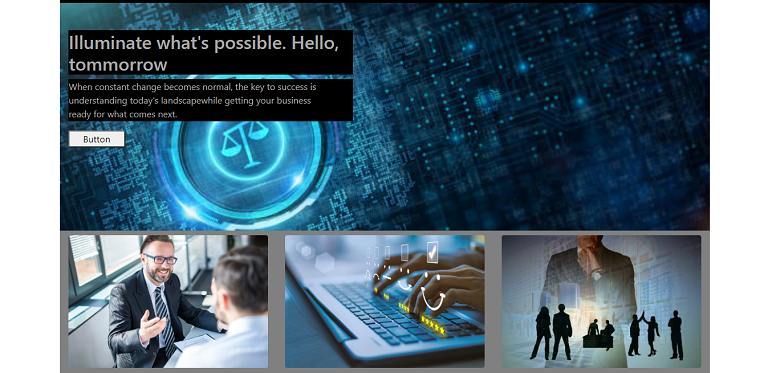 Illuminate what's possible. Hello,
tommorrow
When constant change becomes normal, the key to success is
understanding today's landscapewhile getting your business
ready for what comes next.
Button